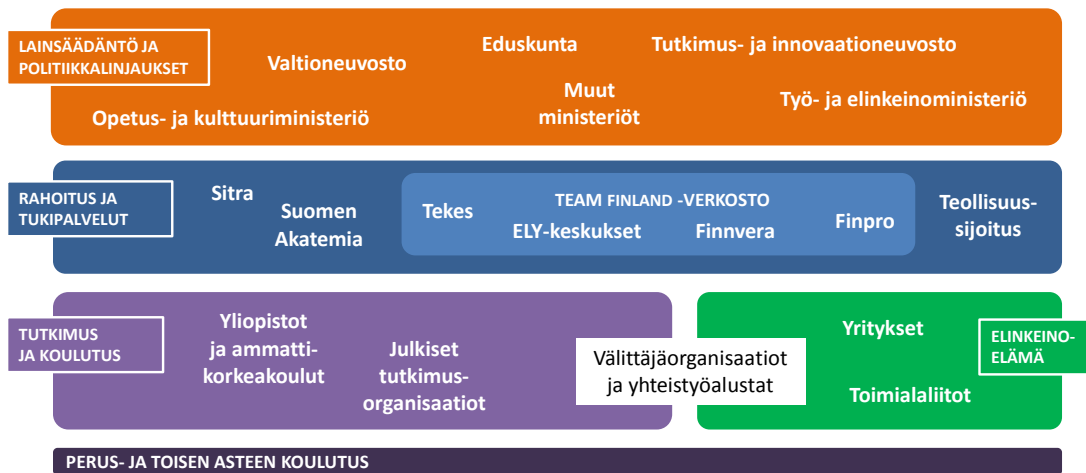 LAINSÄÄDÄNTÖ JA
POLITIIKKALINJAUKSET
Valtioneuvosto
Eduskunta
Tutkimus- ja innovaationeuvosto
Opetus- ja kulttuuriministeriö
Muut
ministeriöt
Työ- ja elinkeinoministeriö
RAHOITUS JA
TUKIPALVELUT
Sitra
Suomen
Akatemia
TEAM FINLAND -VERKOSTO
Tekes
ELY-keskukset
Finnvera
Finpro
Teollisuus-
sijoitus
TUTKIMUS
JA KOULUTUS
Yliopistot
ja ammatti-
korkeakoulut
Julkiset
tutkimus-
organisaatiot
Välittäjäorganisaatiot
ja yhteistyöalustat
Yritykset
Toimialaliitot
ELINKEINO-
ELÄMÄ
PERUS- JA TOISEN ASTEEN KOULUTUS